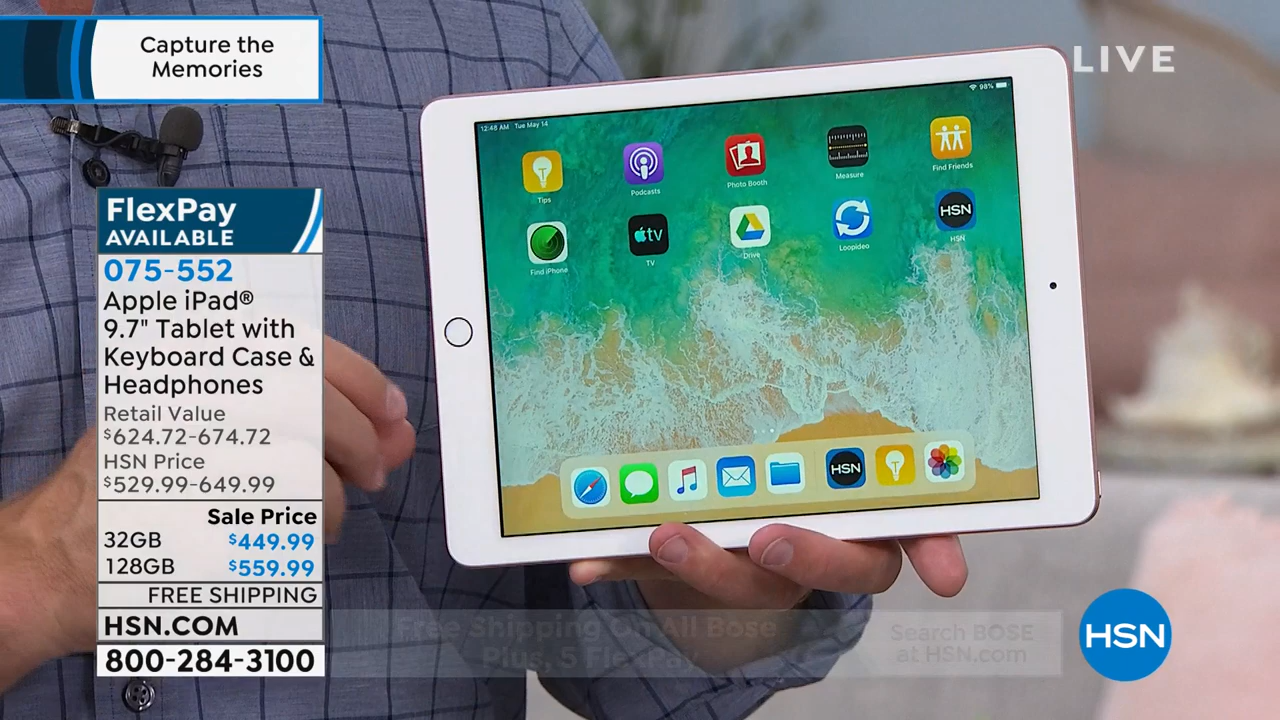 Capture the
Memories
LIVE
FlexPay
AVAILABLE
075-552
Apple iPad®
9.7" Tablet with
Keyboard Case &
Headphones
Retail Value
$624.72-674.72
HSN Price
$529.99-649.99
Sale Price
32GB $449.99
128GB $559.99
FREE SHIPPING
HSN.COM
800-284-3100
12:48 AM Tue May 14
98%
Tips
Podcasts
Photo Booth
Measure
Find Friends
Find iPhone
tv
TV
Drive
Loopideo
HSN
HSN
HSN
Free Shipping On All Bose
Plus, 5 FlexPay
Search BOSE
at HSN.com
HSN